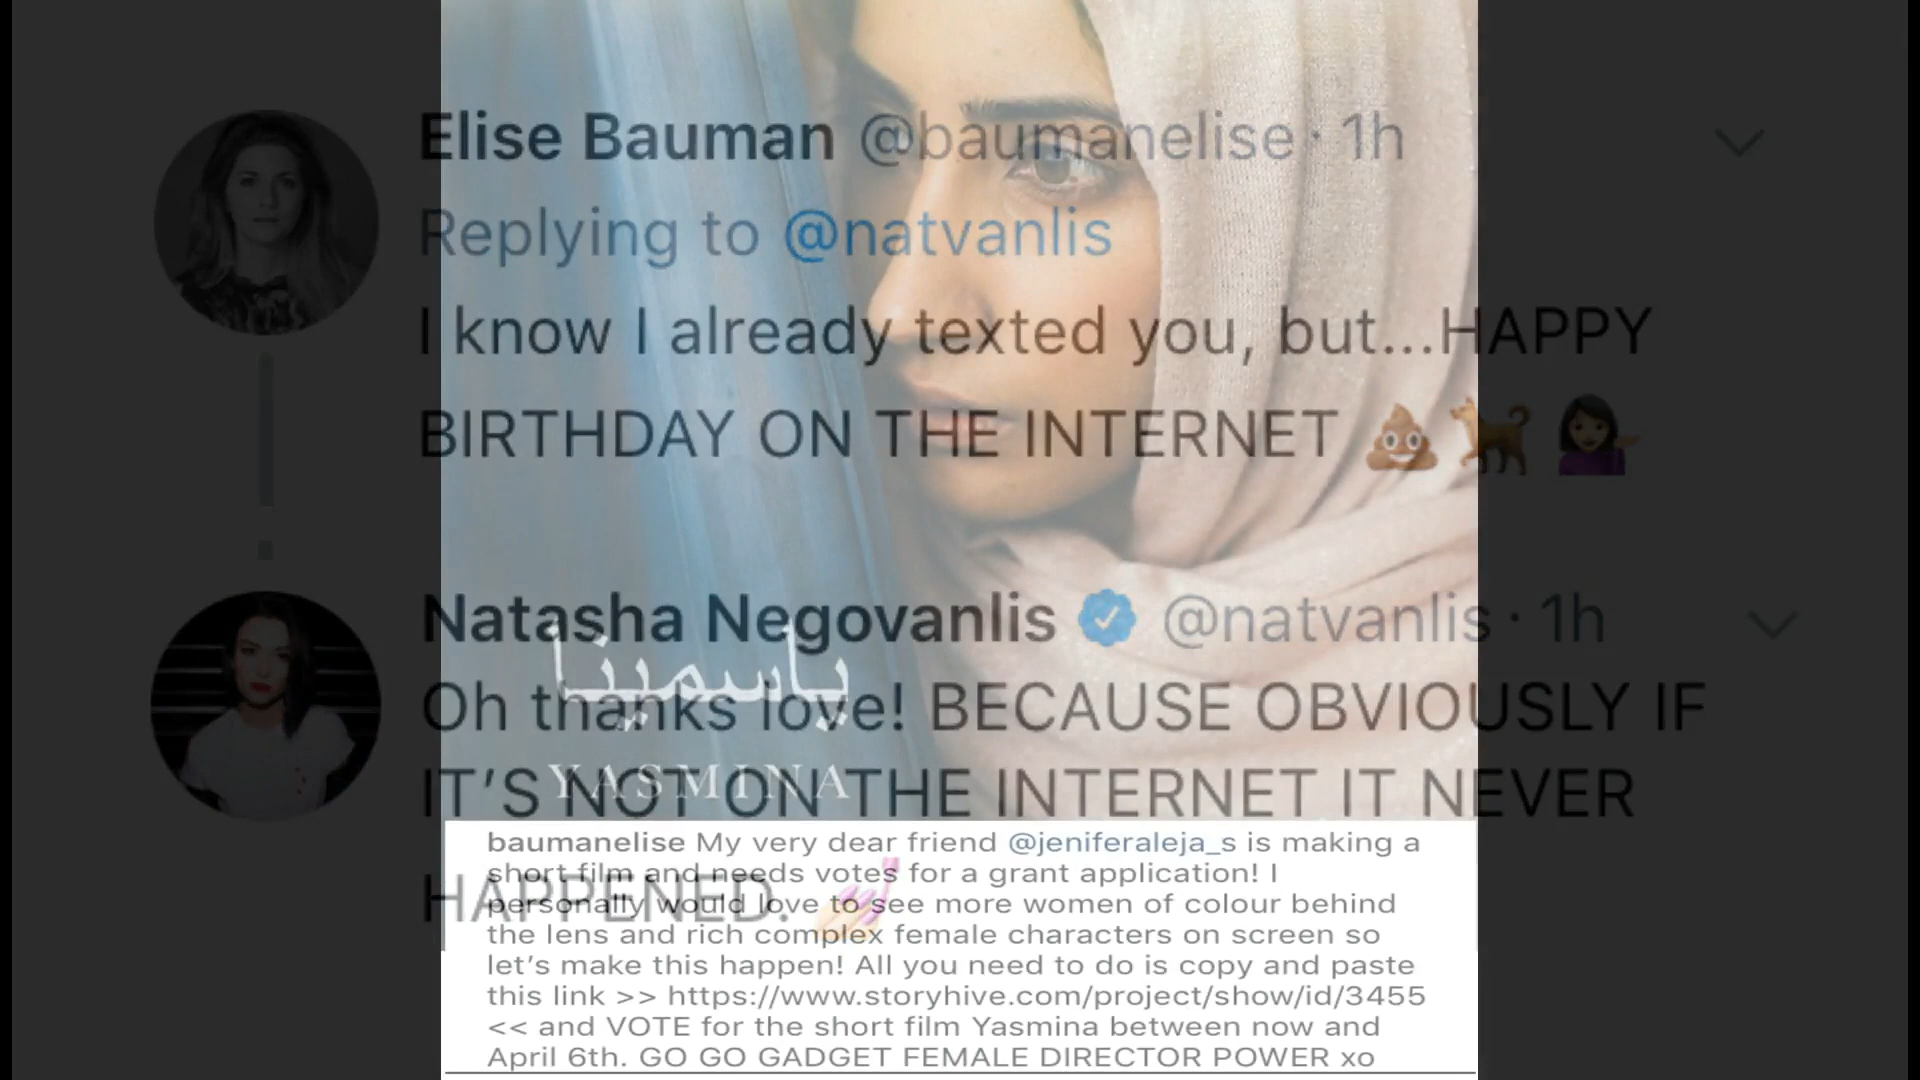 Elise Bauman @baumanelise · 1h
Replying to @natvanlis
I know I already texted you, but...HAPPY
BIRTHDAY ON THE INTERNET 💩🐕💁🏻‍♀️
Natasha Negovanlis @natvanlis · 1h
Oh thanks love! BECAUSE OBVIOUSLY IF
IT’S NOT ON THE INTERNET IT NEVER
HAPPENED. 💅🏻
ياسمينا
YASMINA
baumanelise My very dear friend @jeniferaleja_s is making a
short film and needs votes for a grant application! I
personally would love to see more women of colour behind
the lens and rich complex female characters on screen so
let’s make this happen! All you need to do is copy and paste
this link >> https://www.storyhive.com/project/show/id/3455
<< and VOTE for the short film Yasmina between now and
April 6th. GO GO GADGET FEMALE DIRECTOR POWER xo